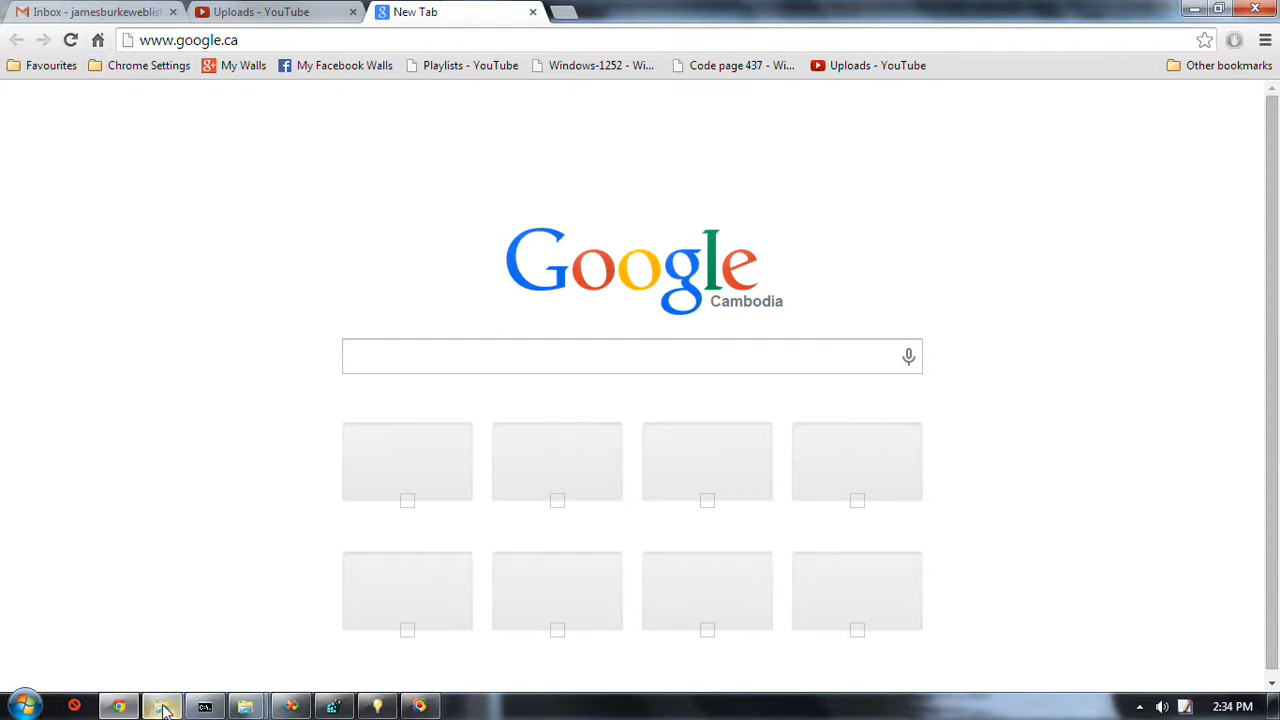 Inbox - jamesburkeweblist
Uploads - YouTube
New Tab
www.google.ca
Favourites
Chrome Settings
My Walls
My Facebook Walls
Playlists - YouTube
Windows-1252 - Wi...
Code page 437 - Wi...
Uploads - YouTube
Other bookmarks
Google
Cambodia
2:34 PM